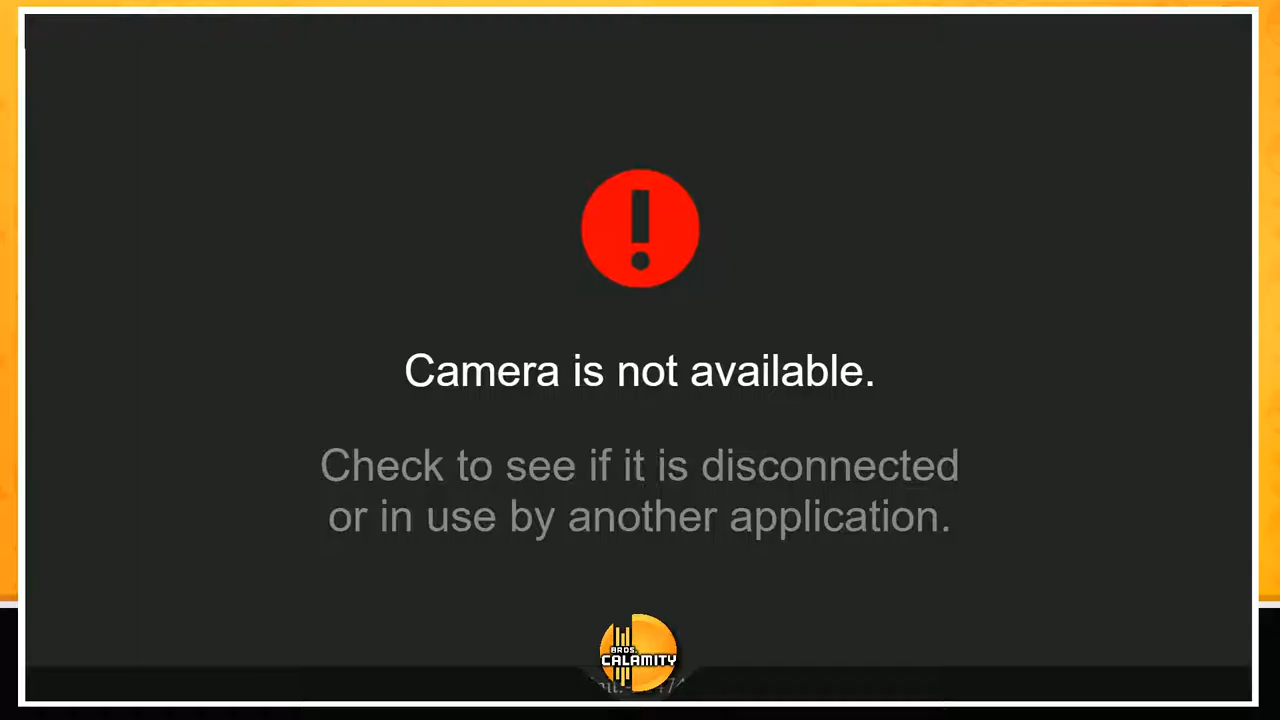 Camera is not available.
Check to see if it is disconnected
or in use by another application.
BROS.
CALAMITY